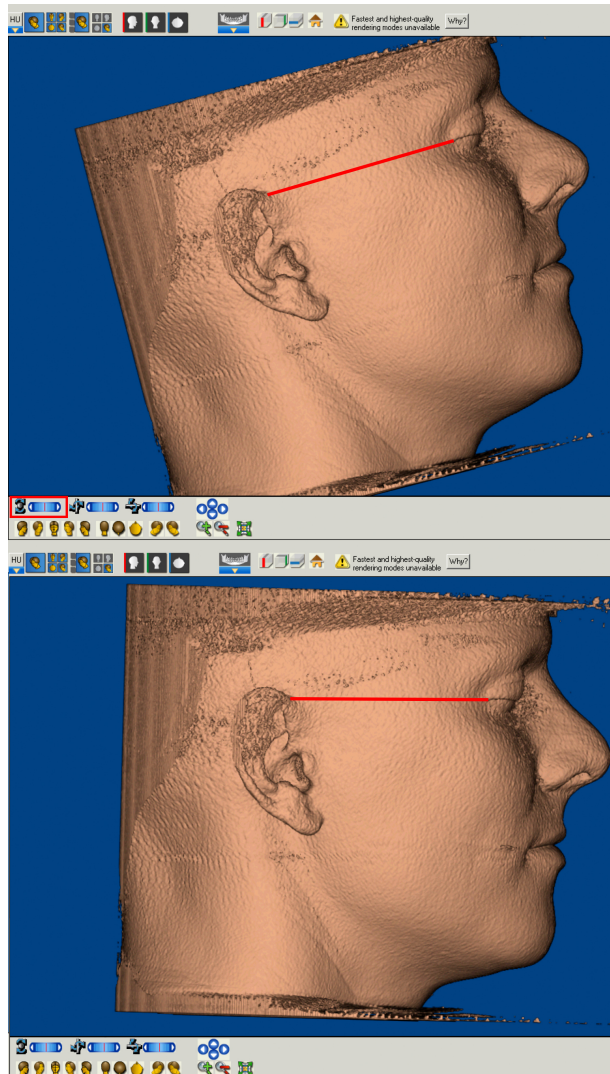 HU
Fastest and highest-quality
rendering modes unavailable
Why?
HU
Fastest and highest-quality
rendering modes unavailable
Why?